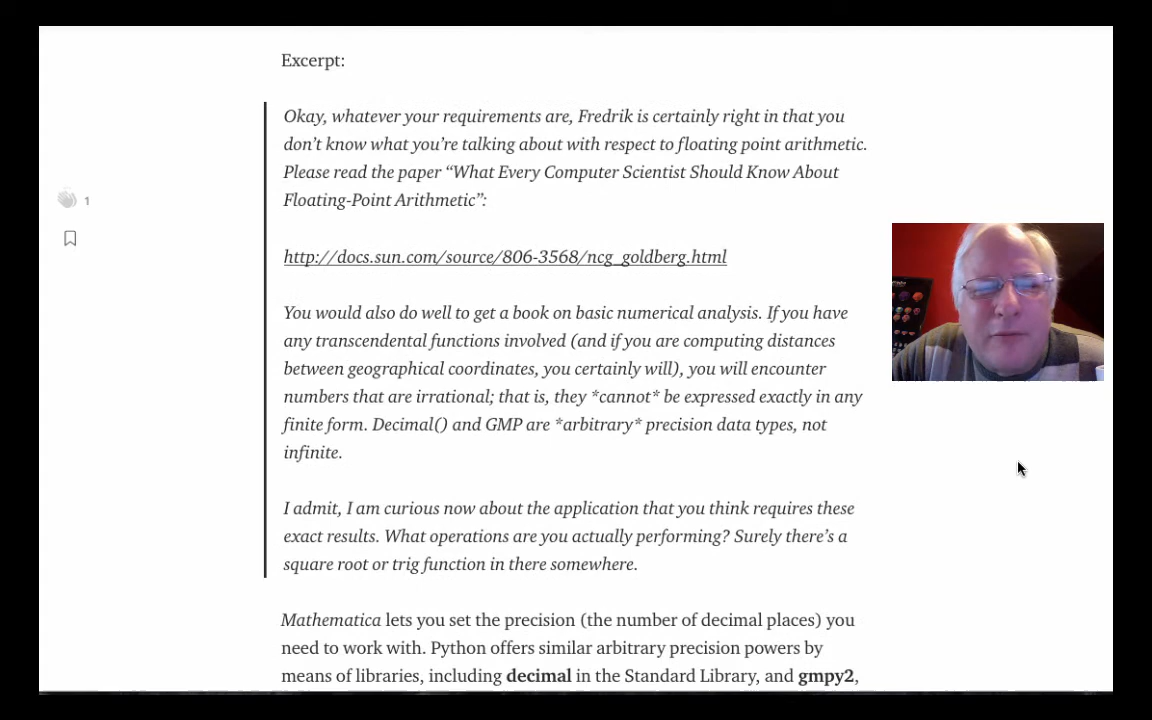 Excerpt:
Okay, whatever your requirements are, Fredrik is certainly right in that you
don’t know what you’re talking about with respect to floating point arithmetic.
Please read the paper “What Every Computer Scientist Should Know About
Floating-Point Arithmetic”:
1
http://docs.sun.com/source/806-3568/ncg_goldberg.html
You would also do well to get a book on basic numerical analysis. If you have
any transcendental functions involved (and if you are computing distances
between geographical coordinates, you certainly will), you will encounter
numbers that are irrational; that is, they *cannot* be expressed exactly in any
finite form. Decimal() and GMP are *arbitrary* precision data types, not
infinite.
I admit, I am curious now about the application that you think requires these
exact results. What operations are you actually performing? Surely there’s a
square root or trig function in there somewhere.
Mathematica lets you set the precision (the number of decimal places) you
need to work with. Python offers similar arbitrary precision powers by
means of libraries, including decimal in the Standard Library, and gmpy2,